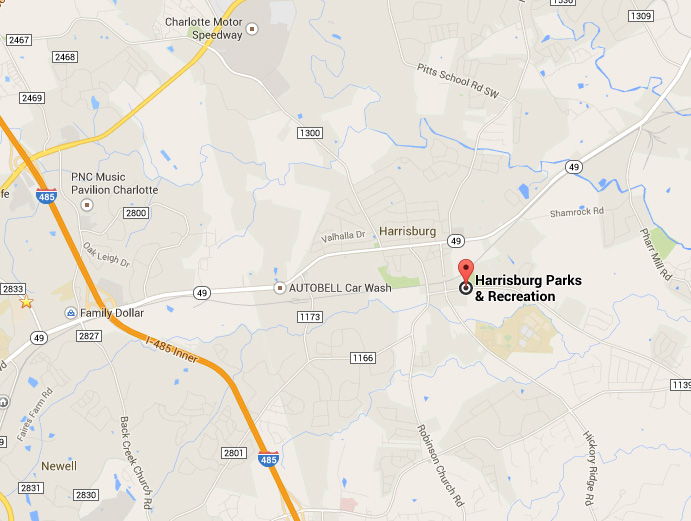 1536
1309
Charlotte Motor
Speedway
2467
2468
Pitts School Rd SW
2469
1300
49
PNC Music
Pavilion Charlotte
fe
485
2800
Shamrock Rd
Valhalla Dr
Harrisburg
49
Pharr Mill Rd
Oak Leigh Dr
Harrisburg Parks
& Recreation
2833
49
AUTOBELL Car Wash
Family Dollar
1173
49
2827
I-485 Inner
1166
1139
Faires Farm Rd
Back Creek Church Rd
Robinson Church Rd
Hickory Ridge Rd
2801
485
Newell
2831
2830